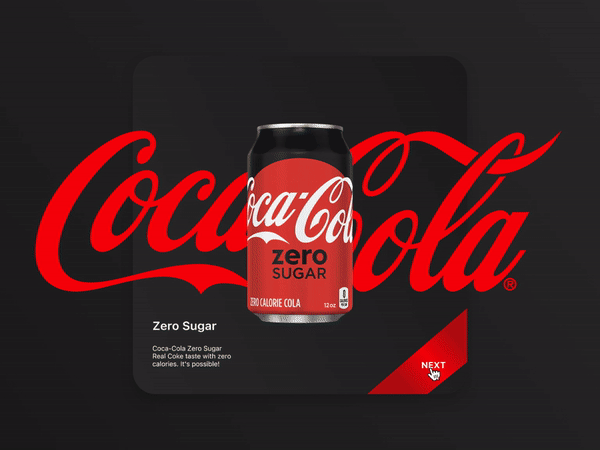 Coca-Cola®
Coca-Cola
zero
SUGAR
ZERO CALORIE COLA
12 oz
0
Zero Sugar
Coca-Cola Zero Sugar
Real Coke taste with zero
calories. It's possible!
NEXT